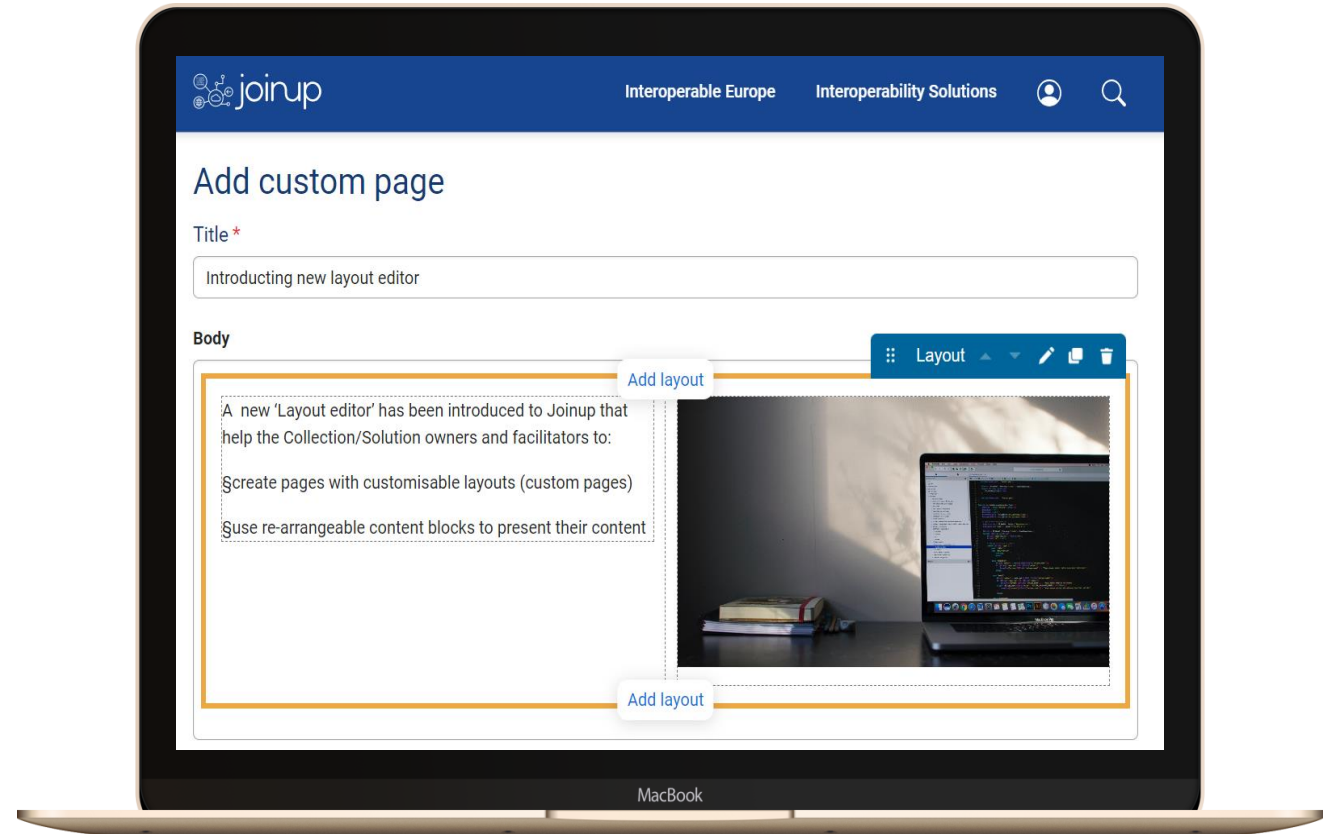 joinup
Interoperable Europe
Interoperability Solutions
Add custom page
Title *
Introducting new layout editor
Body
Layout
Add layout
A new ‘Layout editor’ has been introduced to Joinup that
help the Collection/Solution owners and facilitators to:
§create pages with customisable layouts (custom pages)
§use re-arrangeable content blocks to present their content
Add layout
MacBook